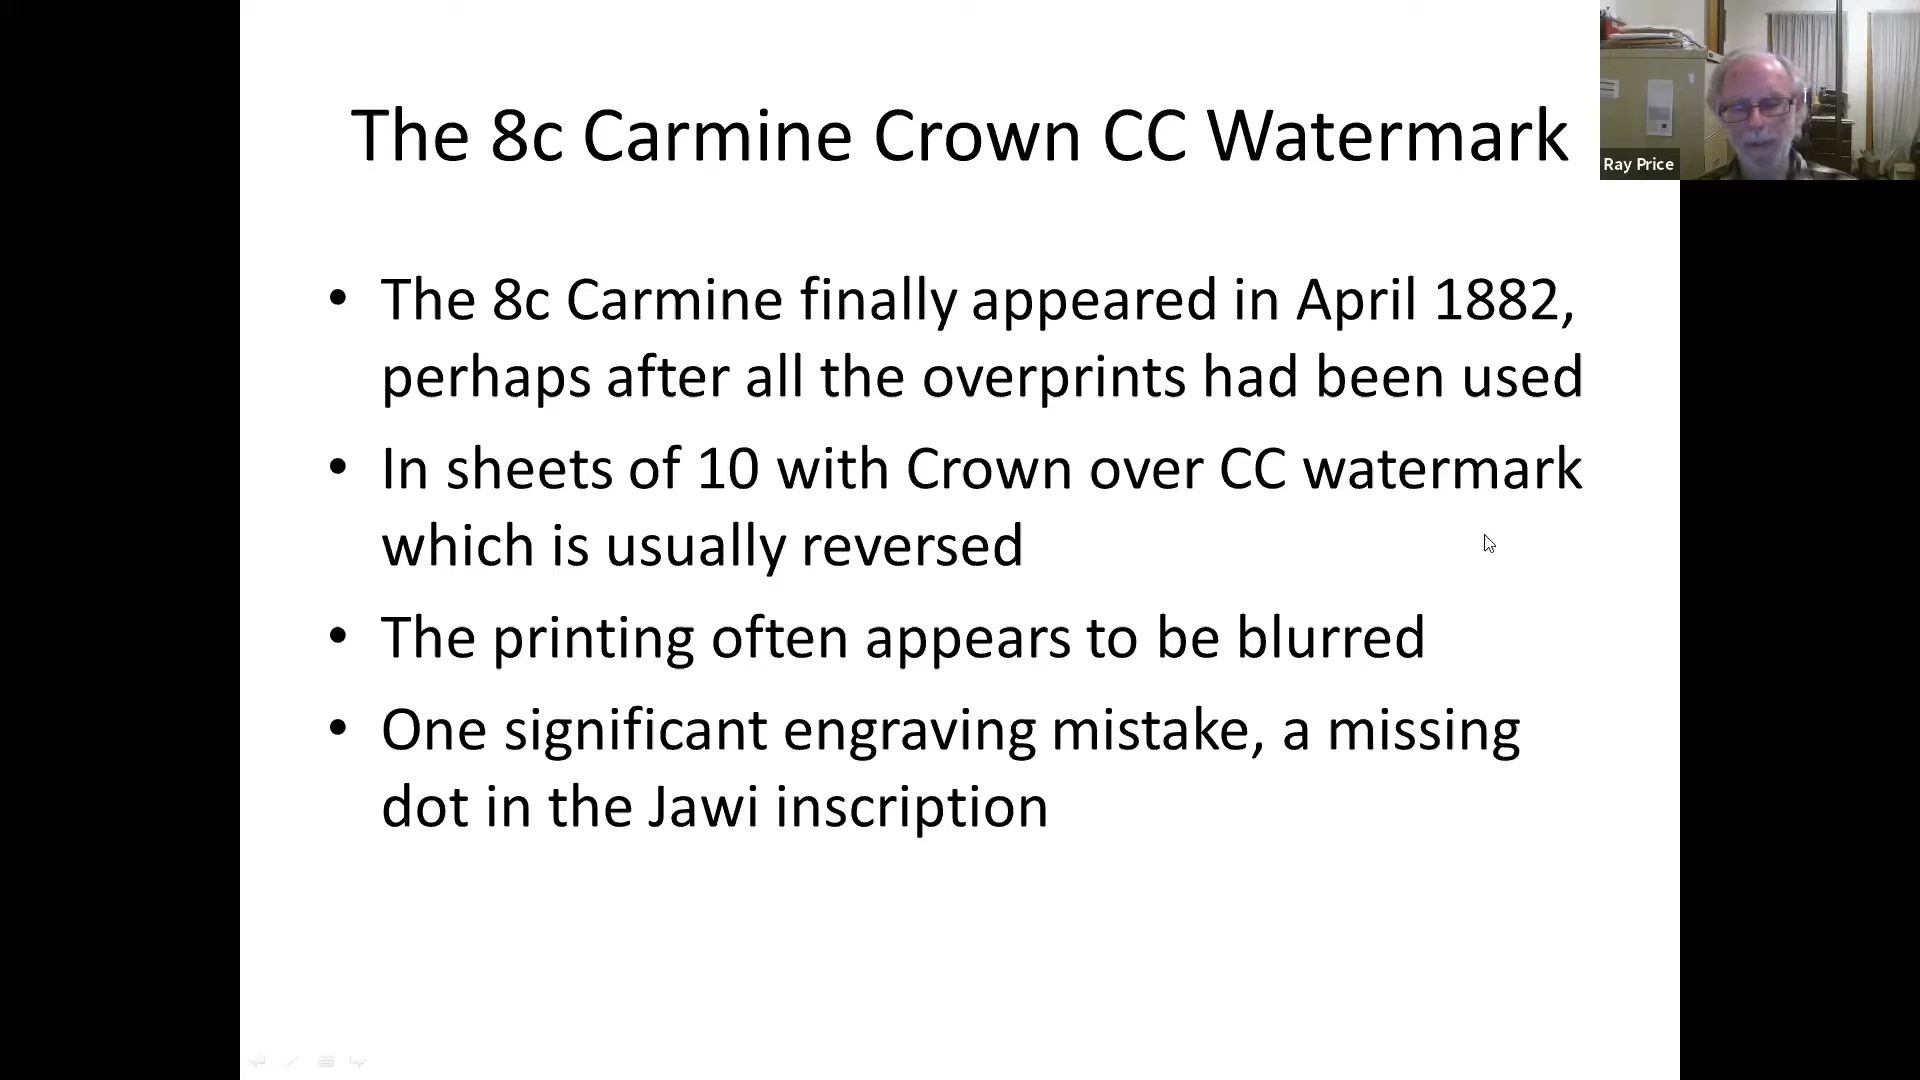 The 8c Carmine Crown CC Watermark
Ray Price
• The 8c Carmine finally appeared in April 1882,
perhaps after all the overprints had been used
• In sheets of 10 with Crown over CC watermark
which is usually reversed
• The printing often appears to be blurred
• One significant engraving mistake, a missing
dot in the Jawi inscription